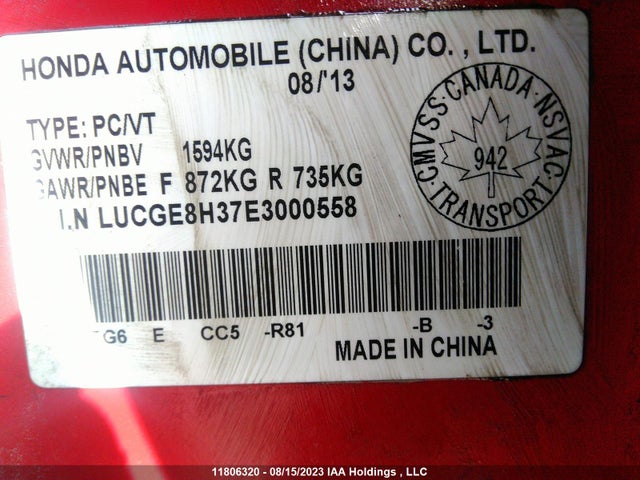 HONDA AUTOMOBILE (CHINA) CO. , LTD.
08/'13
TYPE: PC/VT
GVWR/PNBV 1594KG
GAWR/PNBE F 872KG R 735KG
I.N LUCGE8H37E3000558
CANADA · NSVAC · TRANSPORT · CMVSS ·
942
G6 E CC5 -R81 -B -3
MADE IN CHINA
11806320 - 08/15/2023 IAA Holdings , LLC